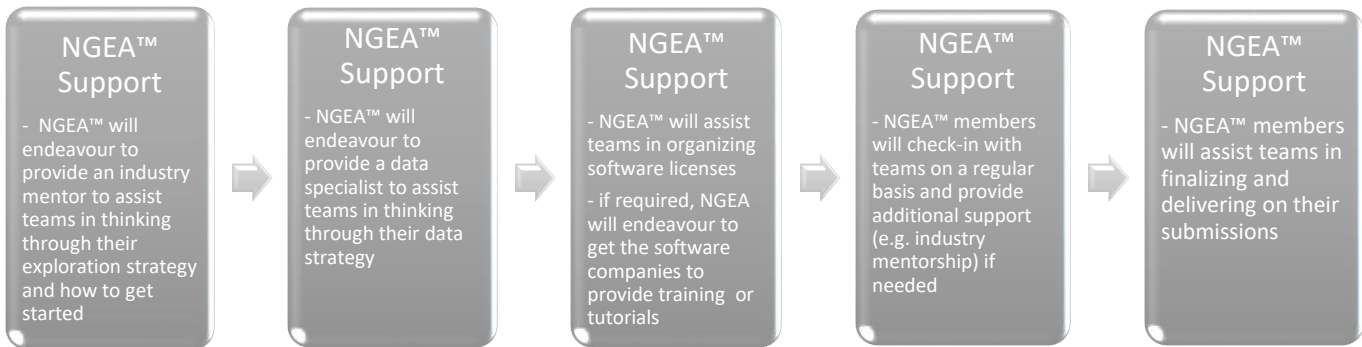 NGEA™
Support
- NGEA™ will
endeavour to
provide an industry
mentor to assist
teams in thinking
through their
exploration strategy
and how to get
started
NGEA™
Support
- NGEA™ will
endeavour to
provide a data
specialist to assist
teams in thinking
through their data
strategy
NGEA™
Support
- NGEA™ will assist
teams in organizing
software licenses
- if required, NGEA
will endeavour to
get the software
companies to
provide training or
tutorials
NGEA™
Support
- NGEA™ members
will check-in with
teams on a regular
basis and provide
additional support
(e.g. industry
mentorship) if
needed
NGEA™
Support
- NGEA™ members
will assist teams in
finalizing and
delivering on their
submissions